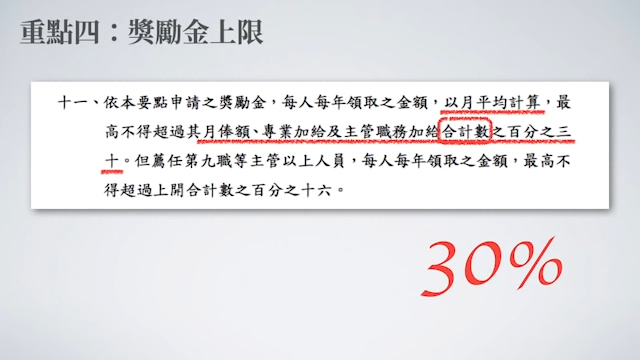 重點四：獎勵金上限
十一、依本要點申請之獎勵金，每人每年領取之金額，以月平均計算，最
高不得超過其月俸額、專業加給及主管職務加給合計數之百分之三
十。但薦任第九職等主管以上人員，每人每年領取之金額，最高不
得超過上開合計數之百分之十六。
30%